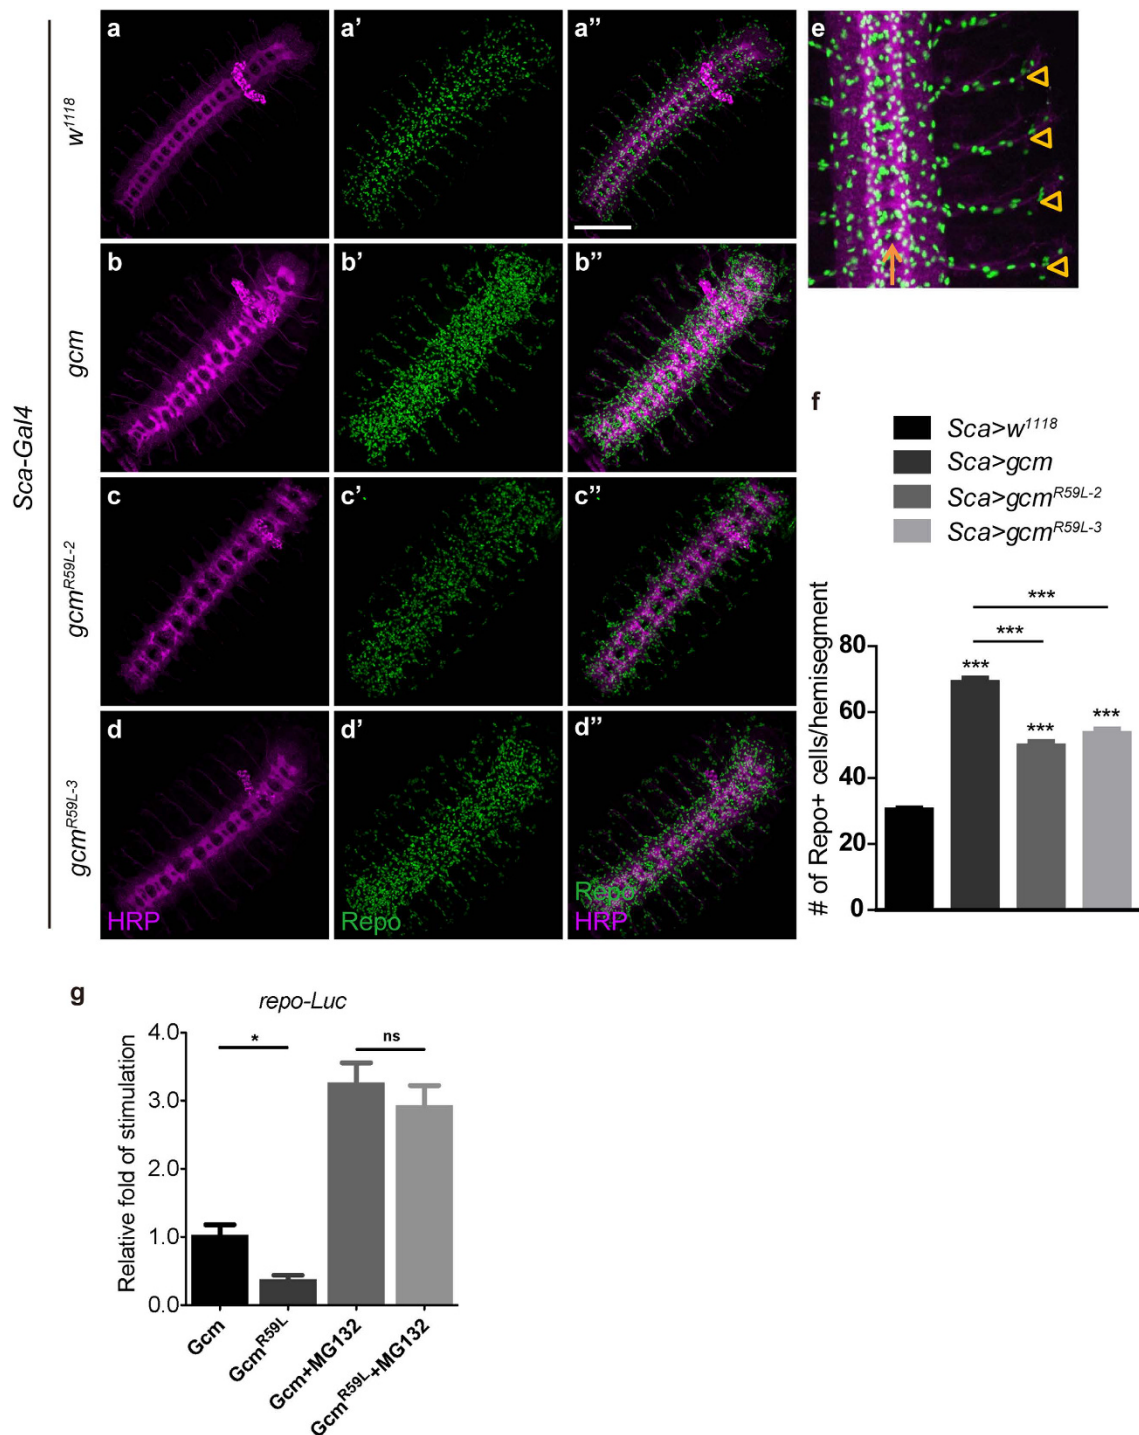 a
a'
a"
e
w1118
b
b'
b"
gcm
Sca-Gal4
f
Sca>w1118
Sca>gcm
Sca>gcmR59L-2
Sca>gcmR59L-3
c
c'
c"
gcmR59L-2
d
d'
d"
gcmR59L-3
HRP
Repo
Repo
HRP
***
***
***
***
***
# of Repo+ cells/hemisegment
80
60
40
20
0
g
repo-Luc
*
ns
Relative fold of stimulation
4.0
3.0
2.0
1.0
0.0
Gcm
GcmR59L
Gcm+MG132
GcmR59L+MG132